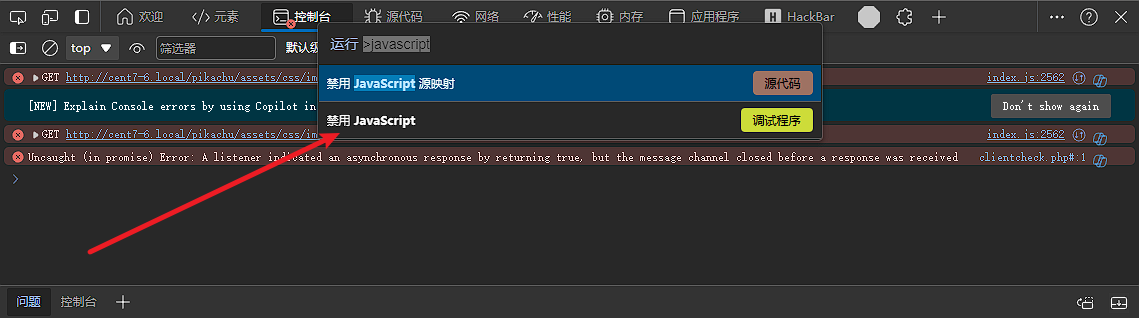 欢迎 元素 控制台 源代码 网络 性能 内存 应用程序 HackBar
top 筛选器 默认级
运行 >javascript
禁用 JavaScript 源映射 源代码
禁用 JavaScript 调试程序
GET http://cent7-6.local/pikachu/assets/css/im index.js:2562
[NEW] Explain Console errors by using Copilot in Don't show again
GET http://cent7-6.local/pikachu/assets/css/im index.js:2562
Uncaught (in promise) Error: A listener indicated an asynchronous response by returning true, but the message channel closed before a response was received clientcheck.php#:1
问题 控制台